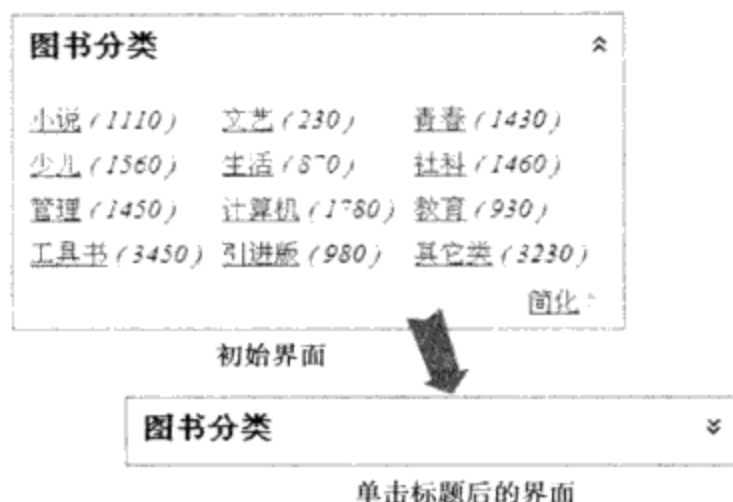 图书分类
小说 (1110) 文艺 (230) 青春 (1430)
少儿 (1560) 生活 (870) 社科 (1460)
管理 (1450) 计算机 (1780) 教育 (930)
工具书 (3450) 引进版 (980) 其它类 (3230)
简化
初始界面
图书分类
单击标题后的界面